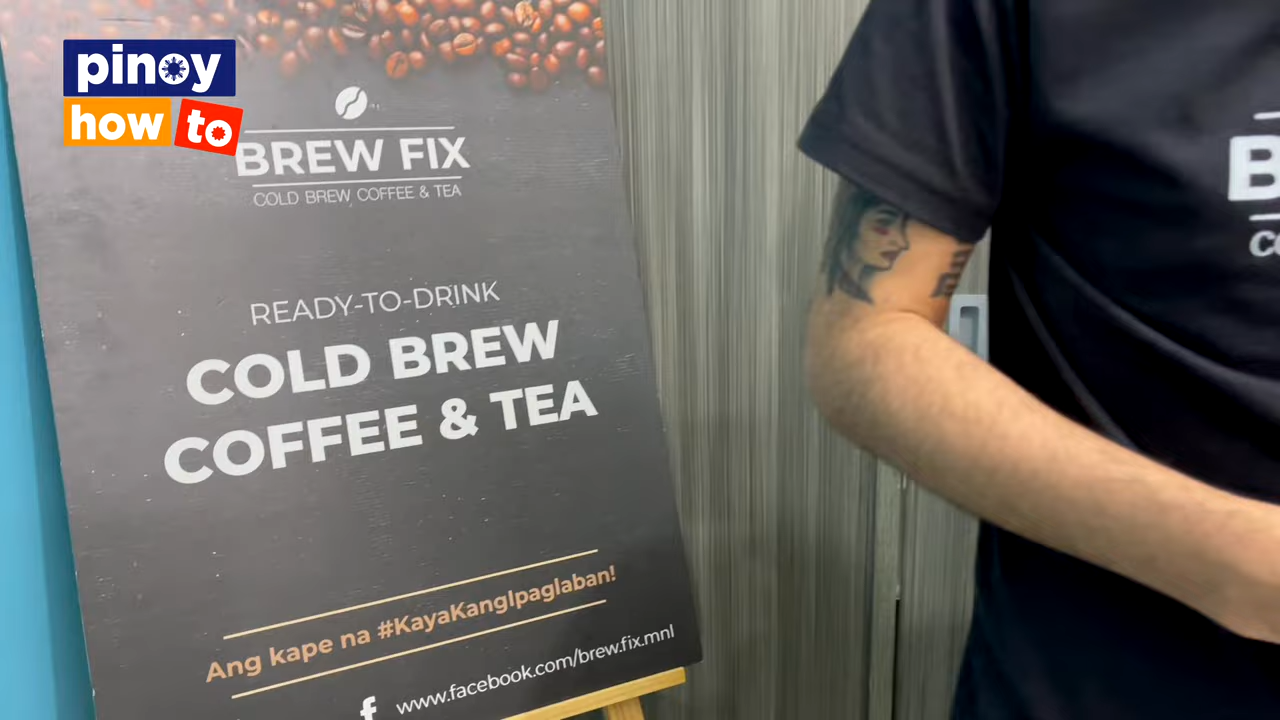 pinoy
how to
BREW FIX
COLD BREW COFFEE & TEA
READY-TO-DRINK
COLD BREW
COFFEE & TEA
Ang kape na #KayaKangIpaglaban!
www.facebook.com/brew.fix.mnl
B